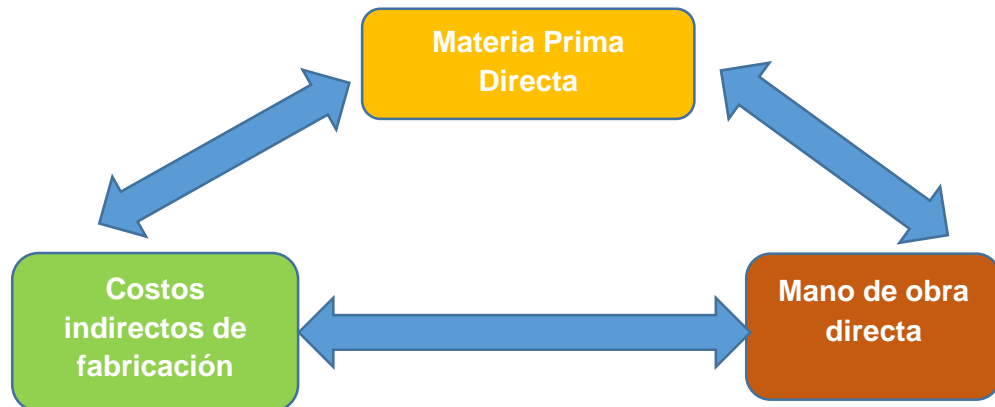 Materia Prima
Directa
Costos
indirectos de
fabricación
Mano de obra
directa